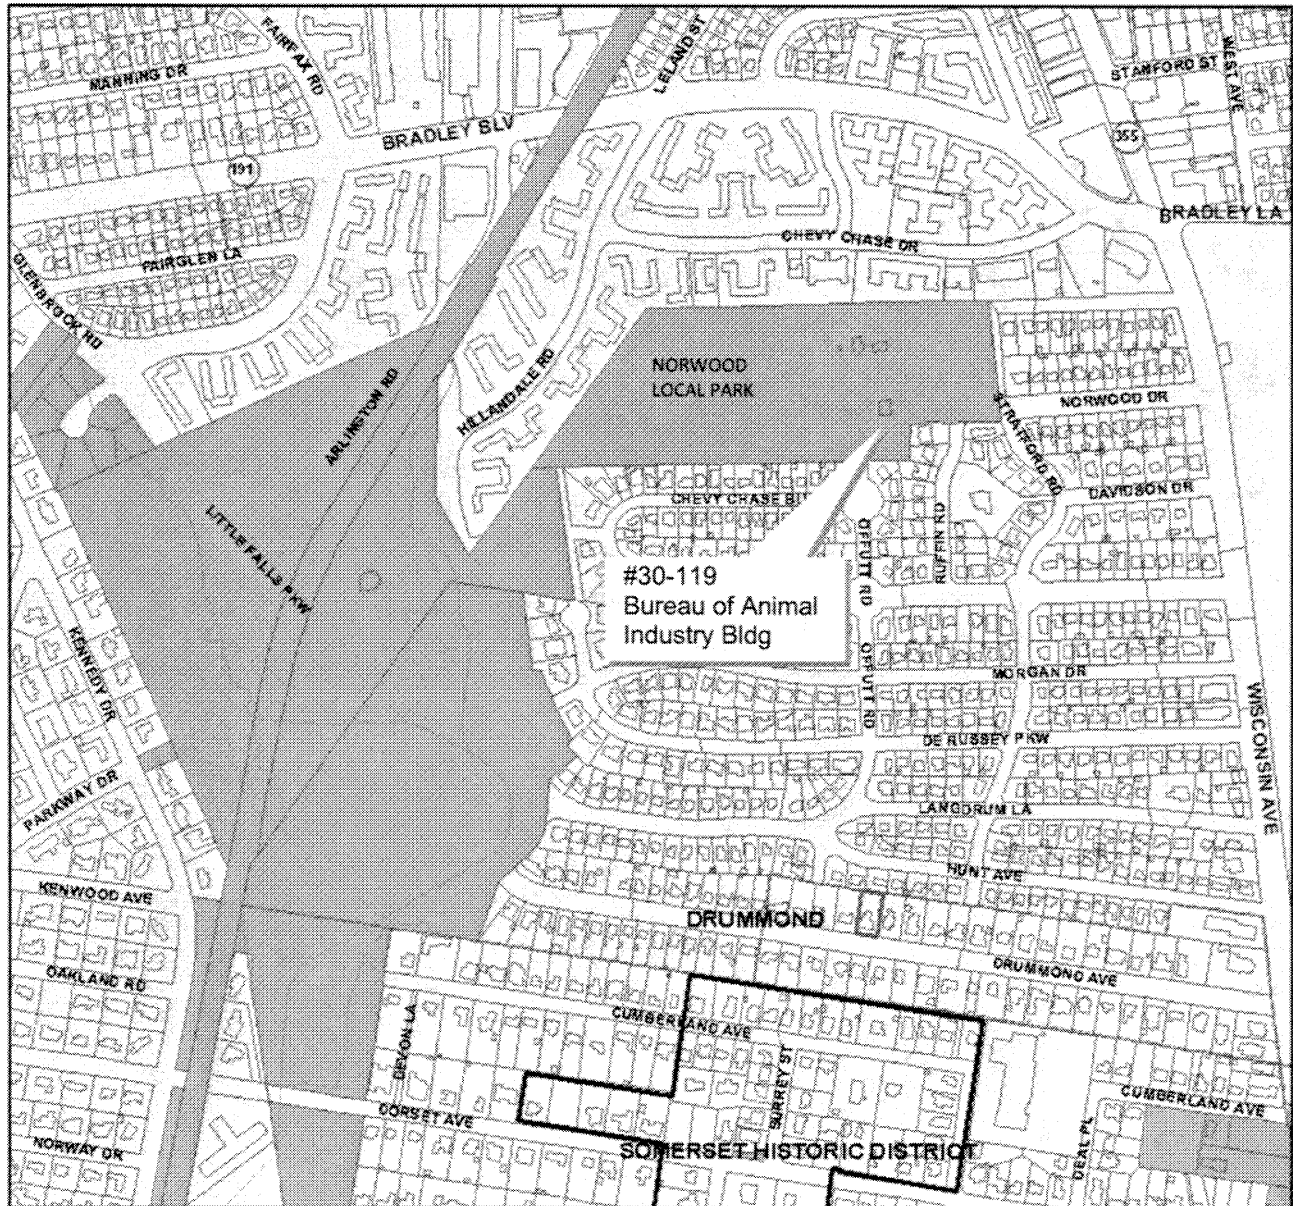 FAIRFAX RD
MANNING DR
LELAND ST
WEST AVE
STAMFORD ST
BRADLEY BLV
355
191
BRADLEY LA
CHEVY CHASE DR
FAIRGLEN LA
GLENBROOK RD
NORWOOD
LOCAL PARK
ARLINGTON RD
HILLANDALE RD
STRATFORD RD
NORWOOD DR
CHEVY CHASE
DAVIDSON DR
LITTLE FALLS PKW
OFFUTT RD
RUFFIN RD
#30-119
Bureau of Animal
Industry Bldg
KENNEDY DR
OFFUTT RD
MORGAN DR
WISCONSIN AVE
DE RUSSEY PKW
PARKWAY DR
LANGDRUM LA
HUNT AVE
KENWOOD AVE
DRUMMOND
DRUMMOND AVE
OAKLAND RD
CUMBERLAND AVE
DEVON LA
SURREY ST
CUMBERLAND AVE
DORSET AVE
NORWAY DR
SOMERSET HISTORIC DISTRICT
DEAL PL